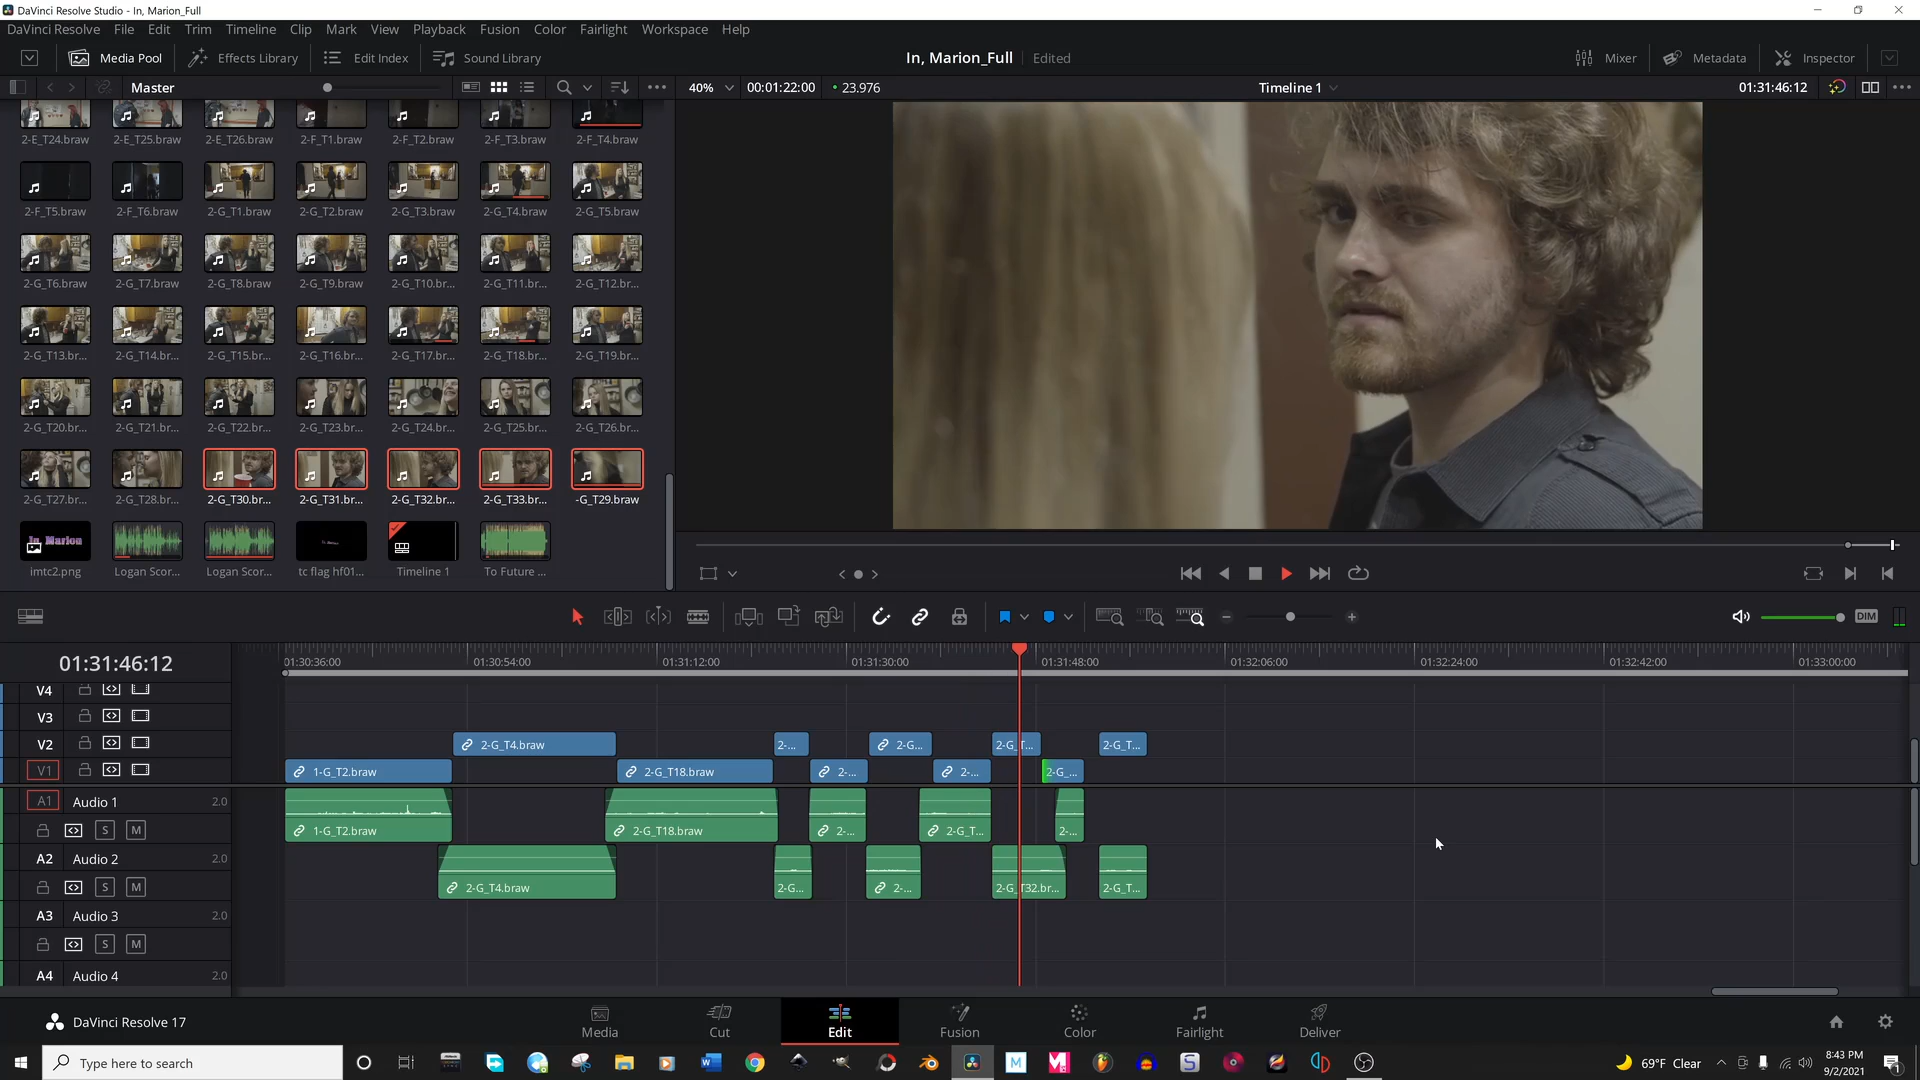 DaVinci Resolve Studio - In, Marion_Full
DaVinci Resolve File Edit Trim Timeline Clip Mark View Playback Fusion Color Fairlight Workspace Help
Media Pool Effects Library Edit Index Sound Library In, Marion_Full Edited Mixer Metadata Inspector
Master 40% 00:01:22:00 23.976 Timeline 1 01:31:46:12
2-E_T24.braw 2-E_T25.braw 2-E_T26.braw 2-F_T1.braw 2-F_T2.braw 2-F_T3.braw 2-F_T4.braw
2-F_T5.braw 2-F_T6.braw 2-G_T1.braw 2-G_T2.braw 2-G_T3.braw 2-G_T4.braw 2-G_T5.braw
2-G_T6.braw 2-G_T7.braw 2-G_T8.braw 2-G_T9.braw 2-G_T10.br... 2-G_T11.br... 2-G_T12.br...
2-G_T13.br... 2-G_T14.br... 2-G_T15.br... 2-G_T16.br... 2-G_T17.br... 2-G_T18.br... 2-G_T19.br...
2-G_T20.br... 2-G_T21.br... 2-G_T22.br... 2-G_T23.br... 2-G_T24.br... 2-G_T25.br... 2-G_T26.br...
2-G_T27.br... 2-G_T28.br... 2-G_T30.br... 2-G_T31.br... 2-G_T32.br... 2-G_T33.br... -G_T29.braw
In, Marion
imtc2.png Logan Scor... Logan Scor... tc flag hf01... Timeline 1 To Future ...
DIM
01:31:46:12 01:30:36:00 01:30:54:00 01:31:12:00 01:31:30:00 01:31:48:00 01:32:06:00 01:32:24:00 01:32:42:00 01:33:00:00
V4
V3
V2 2-G_T4.braw 2-... 2-G... 2-G_T... 2-G_T...
V1 1-G_T2.braw 2-G_T18.braw 2-... 2-... 2-G_...
A1 Audio 1 2.0
S M 1-G_T2.braw 2-G_T18.braw 2-... 2-G_T... 2-...
A2 Audio 2 2.0
S M 2-G_T4.braw 2-G... 2-... 2-G_T32.br... 2-G_T...
A3 Audio 3 2.0
S M
A4 Audio 4 2.0
DaVinci Resolve 17 Media Cut Edit Fusion Color Fairlight Deliver
Type here to search W M M S 69°F Clear 8:43 PM
9/2/2021 1